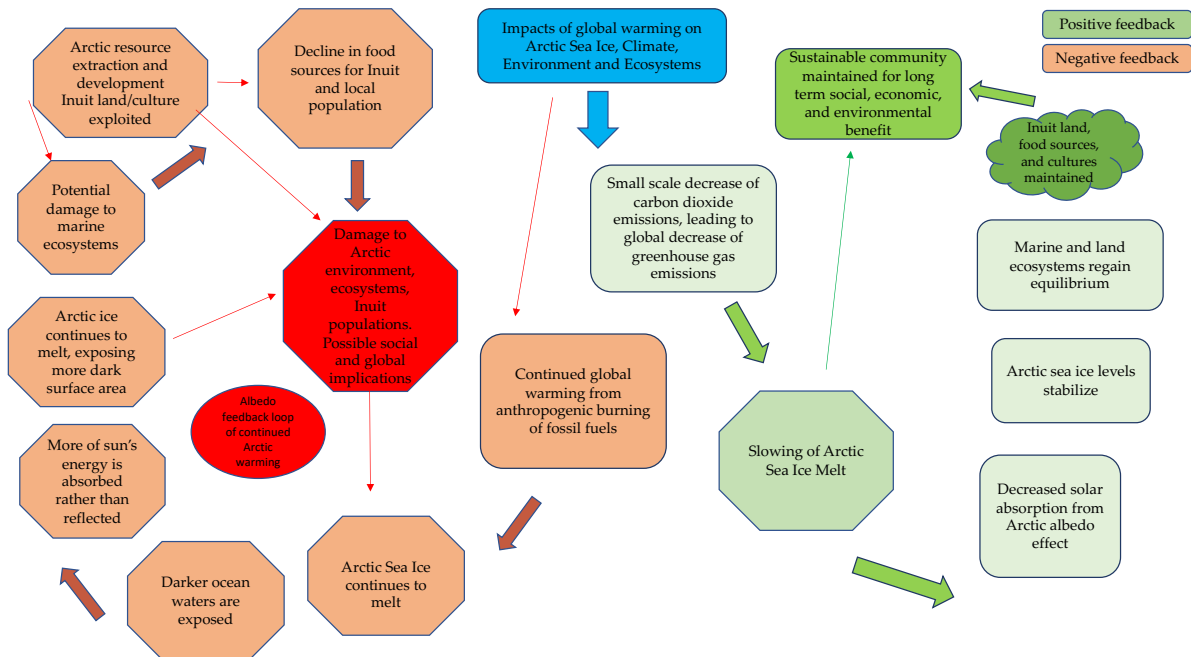 Arctic resource
extraction and
development
Inuit land/culture
exploited
Decline in food
sources for Inuit
and local
population
Impacts of global warming on
Arctic Sea Ice, Climate,
Environment and Ecosystems
Positive feedback
Negative feedback
Sustainable community
maintained for long
term social, economic,
and environmental
benefit
Inuit land,
food sources,
and cultures
maintained
Potential
damage to
marine
ecosystems
Small scale decrease of
carbon dioxide
emissions, leading to
global decrease of
greenhouse gas
emissions
Damage to
Arctic
environment,
ecosystems,
Inuit
populations.
Possible social
and global
implications
Marine and land
ecosystems regain
equilibrium
Arctic ice
continues to
melt, exposing
more dark
surface area
Continued global
warming from
anthropogenic burning
of fossil fuels
Arctic sea ice levels
stabilize
Albedo
feedback loop
of continued
Arctic
warming
Slowing of Arctic
Sea Ice Melt
More of sun's
energy is
absorbed
rather than
reflected
Decreased solar
absorption from
Arctic albedo
effect
Darker ocean
waters are
exposed
Arctic Sea Ice
continues to
melt